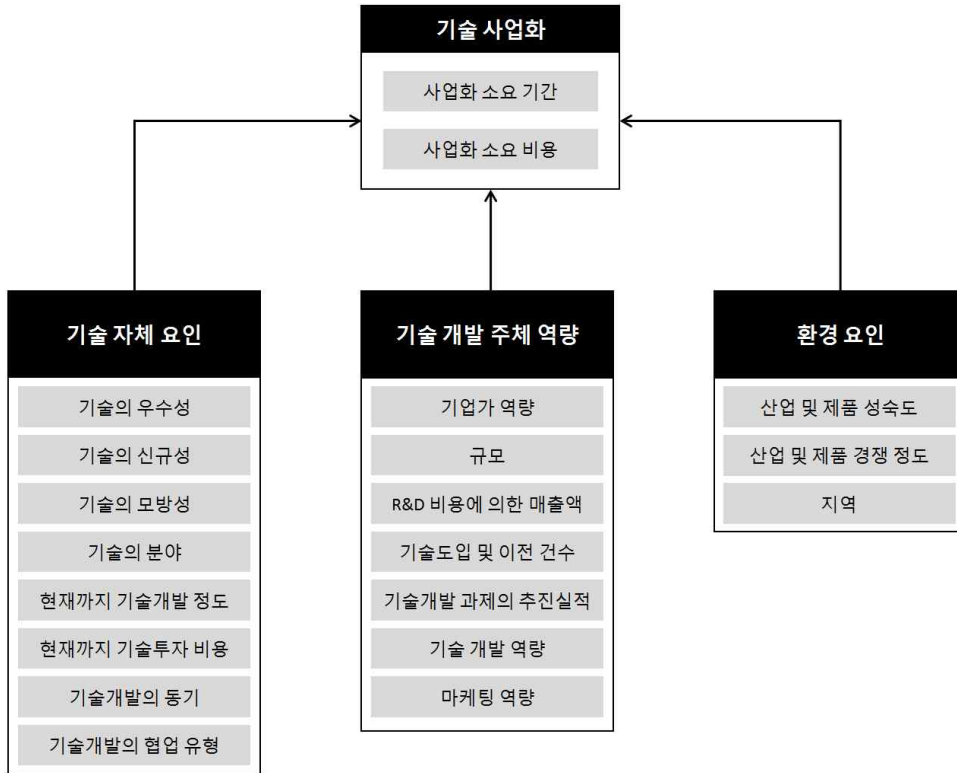 기술 사업화
사업화 소요 기간
사업화 소요 비용
기술 자체 요인
기술의 우수성
기술의 신규성
기술의 모방성
기술의 분야
현재까지 기술개발 정도
현재까지 기술투자 비용
기술개발의 동기
기술개발의 협업 유형
기술 개발 주체 역량
기업가 역량
규모
R&D 비용에 의한 매출액
기술도입 및 이전 건수
기술개발 과제의 추진실적
기술 개발 역량
마케팅 역량
환경 요인
산업 및 제품 성숙도
산업 및 제품 경쟁 정도
지역